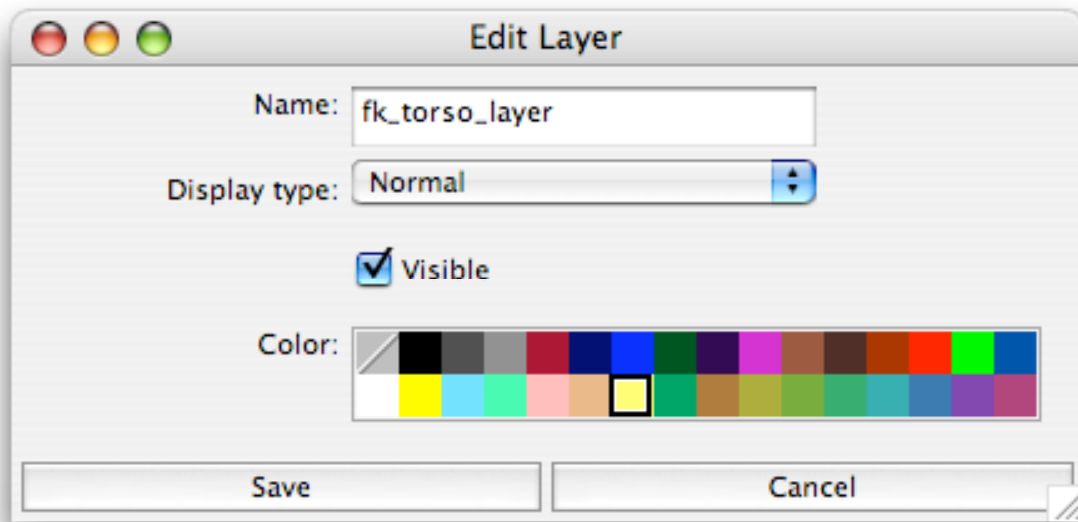 Edit Layer
Name: fk_torso_layer
Display type: Normal
Visible
Color:
Save Cancel